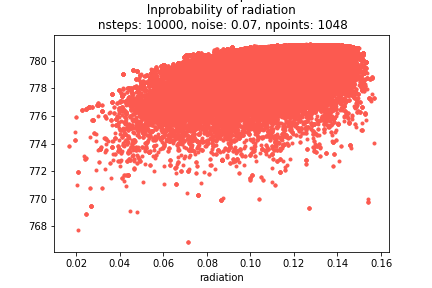 lnprobability of radiation
nsteps: 10000, noise: 0.07, npoints: 1048
780
778
776
774
772
770
768
0.02 0.04 0.06 0.08 0.10 0.12 0.14 0.16
radiation